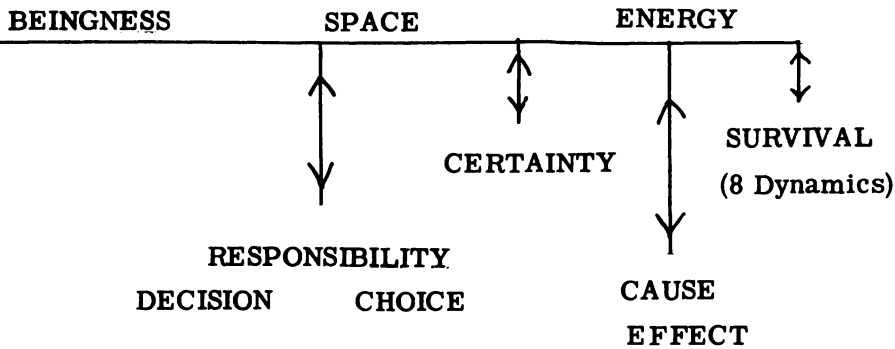 BEINGNESS SPACE ENERGY
CERTAINTY
SURVIVAL
(8 Dynamics)
RESPONSIBILITY
DECISION CHOICE
CAUSE
EFFECT